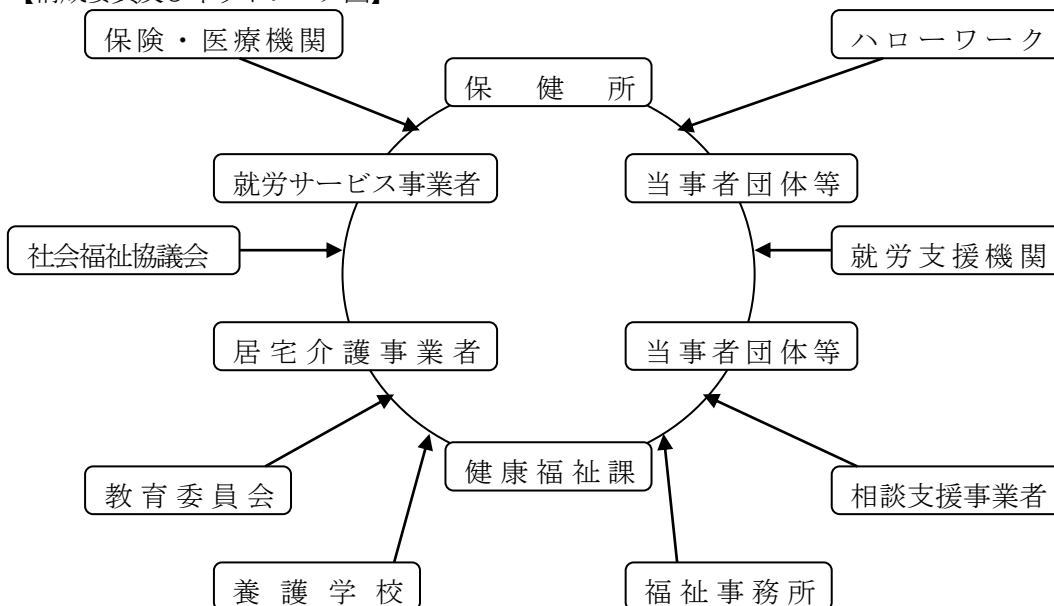 保険・医療機関
ハローワーク
保健所
就労サービス事業者
当事者団体等
社会福祉協議会
就労支援機関
居宅介護事業者
当事者団体等
健康福祉課
教育委員会
相談支援事業者
養護学校
福祉事務所